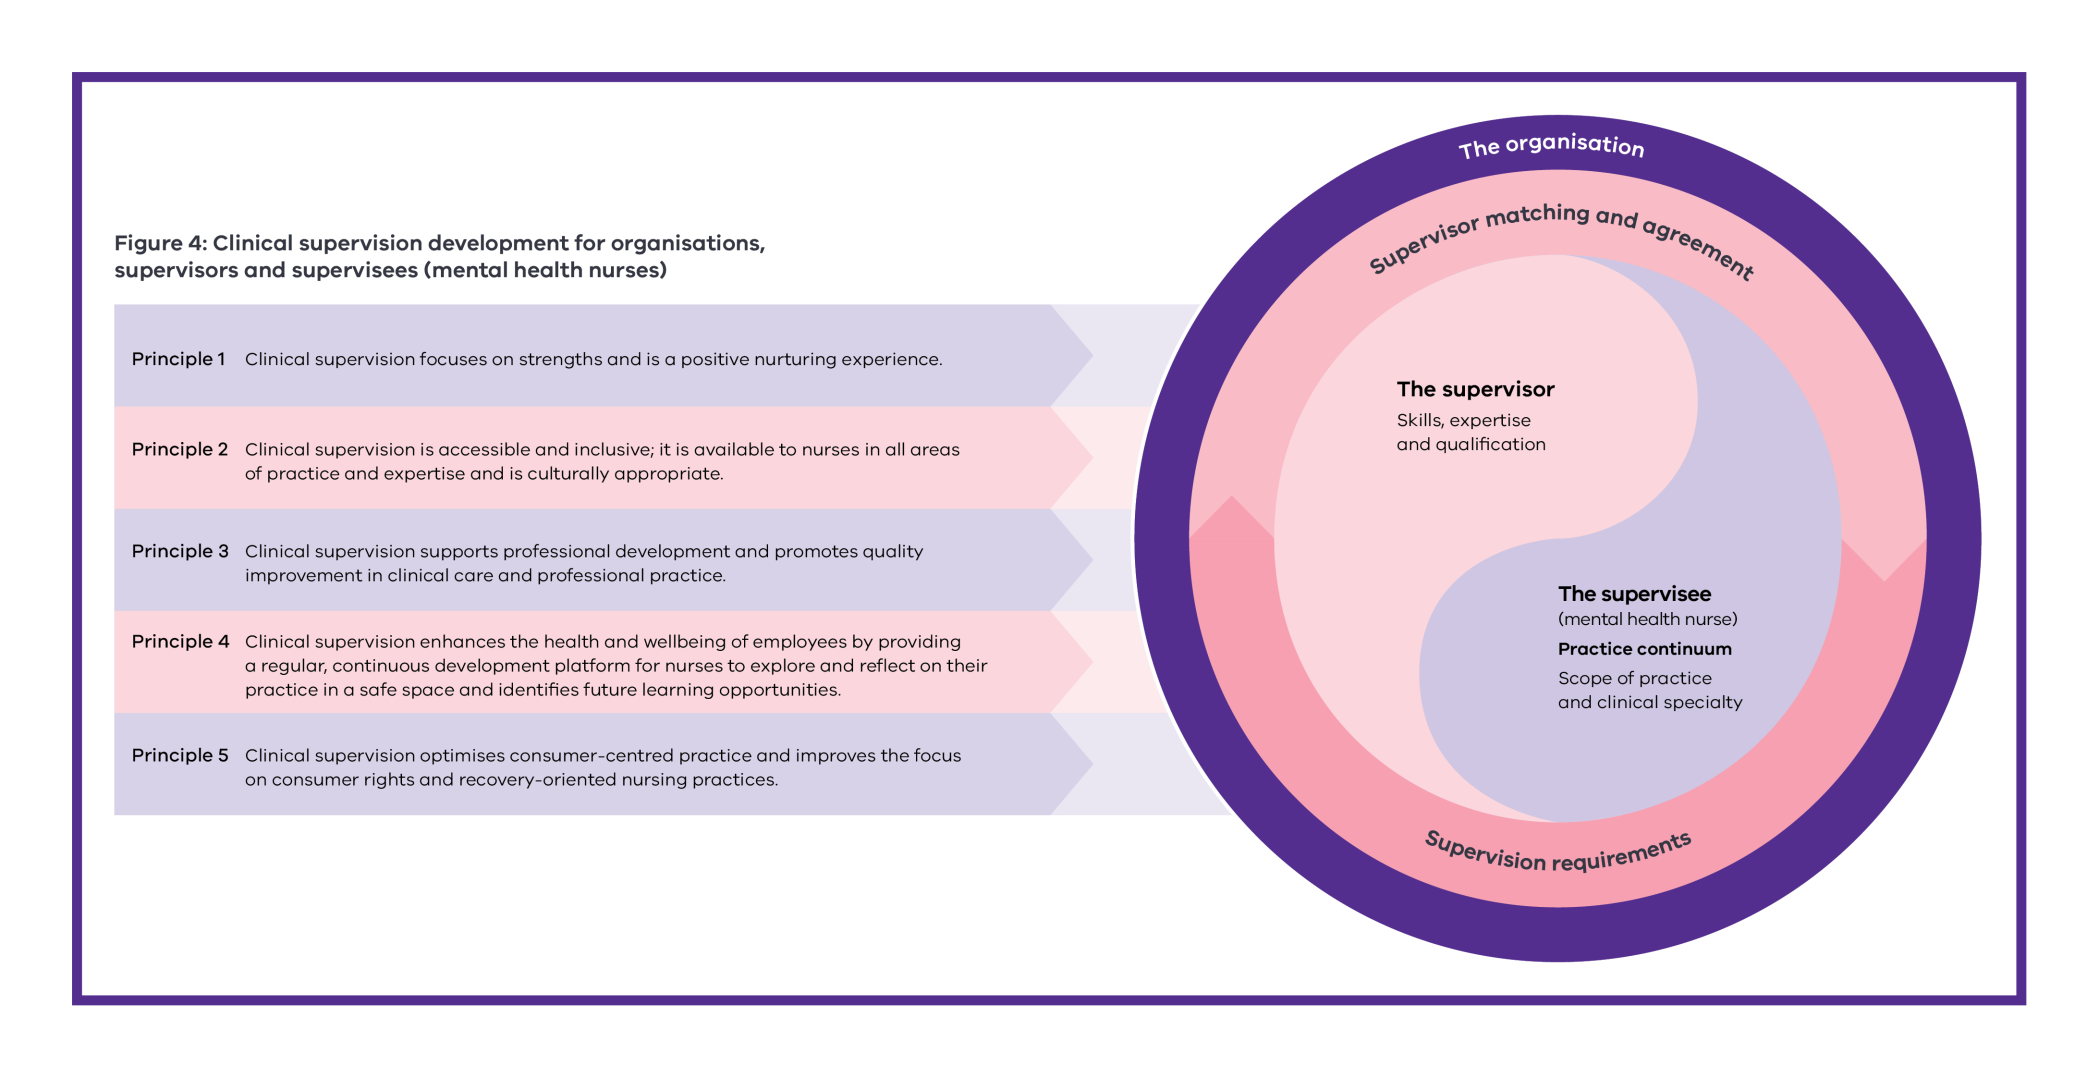 Figure 4: Clinical supervision development for organisations,
supervisors and supervisees (mental health nurses)
Principle 1 Clinical supervision focuses on strengths and is a positive nurturing experience.
Principle 2 Clinical supervision is accessible and inclusive; it is available to nurses in all areas
of practice and expertise and is culturally appropriate.
Principle 3 Clinical supervision supports professional development and promotes quality
improvement in clinical care and professional practice.
Principle 4 Clinical supervision enhances the health and wellbeing of employees by providing
a regular, continuous development platform for nurses to explore and reflect on their
practice in a safe space and identifies future learning opportunities.
Principle 5 Clinical supervision optimises consumer-centred practice and improves the focus
on consumer rights and recovery-oriented nursing practices.
The organisation
Supervisor matching and agreement
The supervisor
Skills, expertise
and qualification
The supervisee
(mental health nurse)
Practice continuum
Scope of practice
and clinical specialty
Supervision requirements